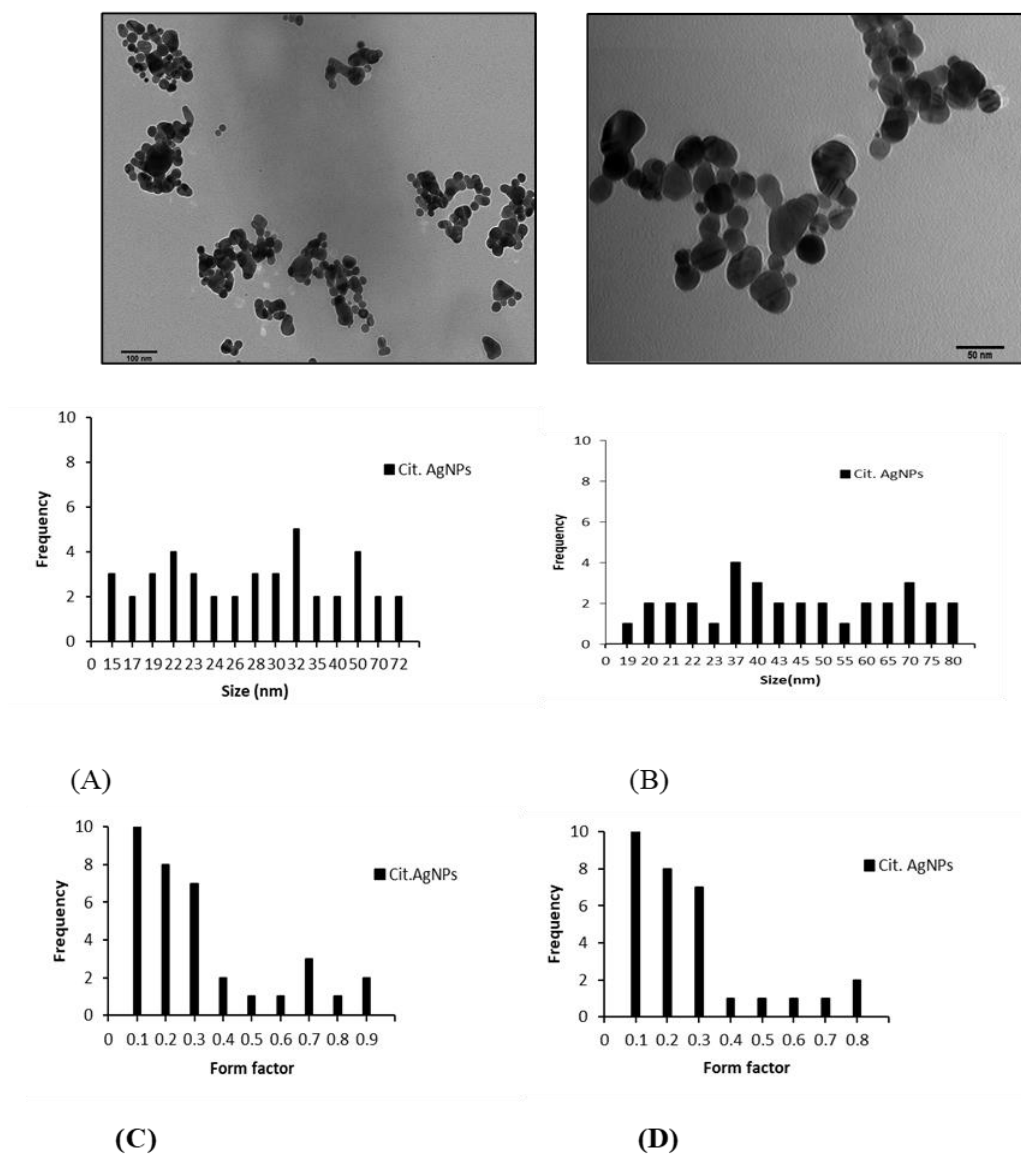 100 nm
50 nm
10
8
6
4
2
0
Frequency
Cit. AgNPs
0 15 17 19 22 23 24 26 28 30 32 35 40 50 70 72
Size (nm)
10
8
6
4
2
0
Frequency
Cit. AgNPs
0 19 20 21 22 23 37 40 43 45 50 55 60 65 70 75 80
Size(nm)
(A)
(B)
10
8
6
4
2
0
Frequency
Cit.AgNPs
0 0.1 0.2 0.3 0.4 0.5 0.6 0.7 0.8 0.9
Form factor
10
8
6
4
2
0
Frequency
Cit. AgNPs
0 0.1 0.2 0.3 0.4 0.5 0.6 0.7 0.8
Form factor
(C)
(D)